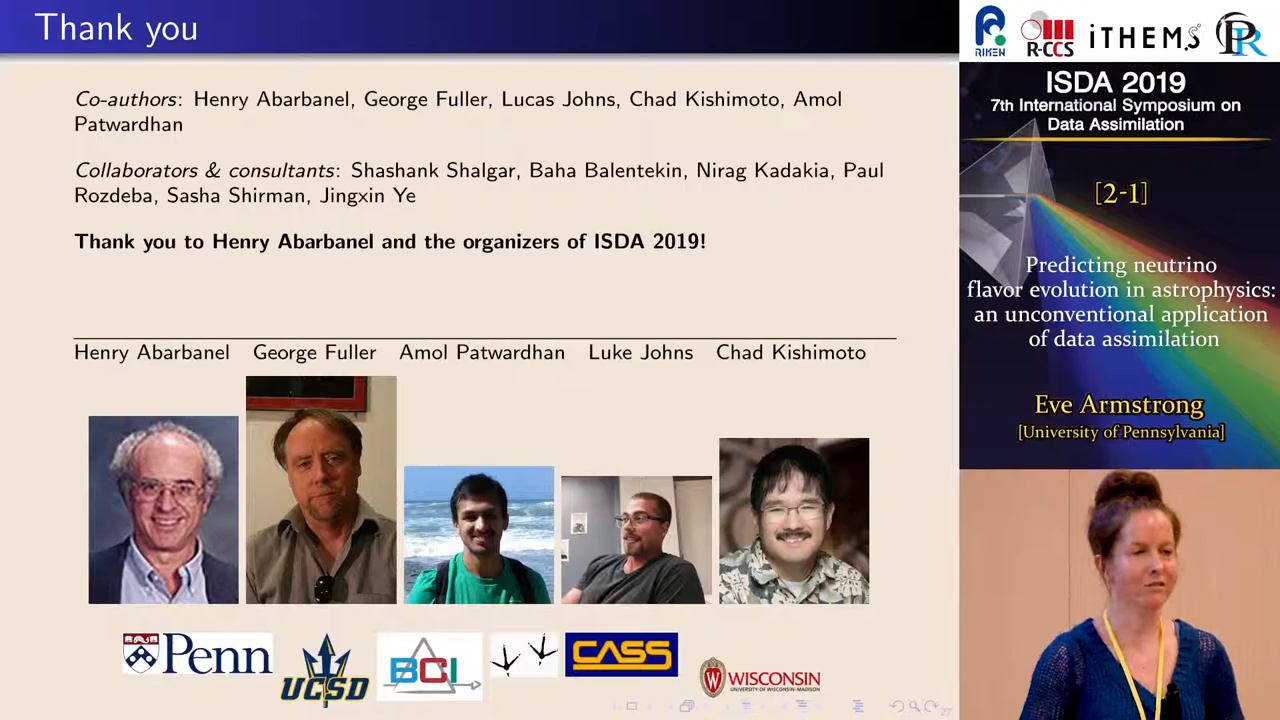 Thank you
Co-authors: Henry Abarbanel, George Fuller, Lucas Johns, Chad Kishimoto, Amol
Patwardhan
Collaborators & consultants: Shashank Shalgar, Baha Balentekin, Nirag Kadakia, Paul
Rozdeba, Sasha Shirman, Jingxin Ye
Thank you to Henry Abarbanel and the organizers of ISDA 2019!
Henry Abarbanel George Fuller Amol Patwardhan Luke Johns Chad Kishimoto
Penn
UCSD
BCI
CASS
WISCONSIN
UNIVERSITY OF WISCONSIN-MADISON
27
RIKEN
R-CCS
iTHEMS
PR
ISDA 2019
7th International Symposium on
Data Assimilation
[2-1]
Predicting neutrino
flavor evolution in astrophysics:
an unconventional application
of data assimilation
Eve Armstrong
[University of Pennsylvania]